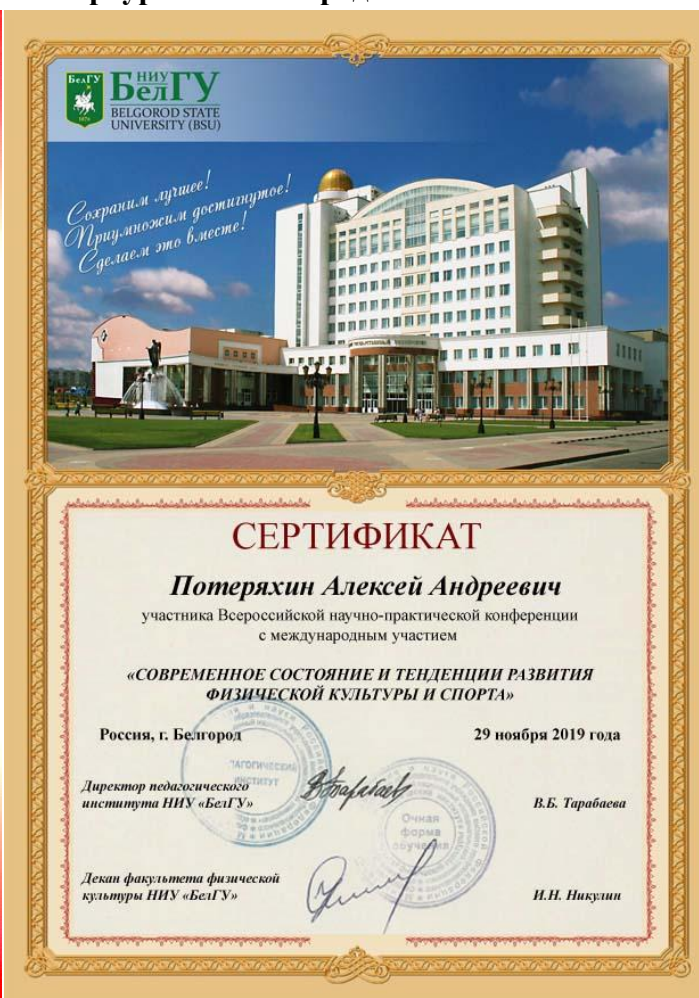 БелГУ
1876
НИУ
БелГУ
BELGOROD STATE
UNIVERSITY (BSU)
Сохраним лучшее!
Приумножим достигнутое!
Сделаем это вместе!
СЕРТИФИКАТ
Потеряхин Алексей Андреевич
участника Всероссийской научно-практической конференции
с международным участием
«СОВРЕМЕННОЕ СОСТОЯНИЕ И ТЕНДЕНЦИИ РАЗВИТИЯ
ФИЗИЧЕСКОЙ КУЛЬТУРЫ И СПОРТА»
Россия, г. Белгород
29 ноября 2019 года
ИНСТИТУТ
Директор педагогического
института НИУ «БелГУ»
В.Б. Тарабаева
Очная
форма
обучения
Декан факультета физической
культуры НИУ «БелГУ»
И.Н. Никулин